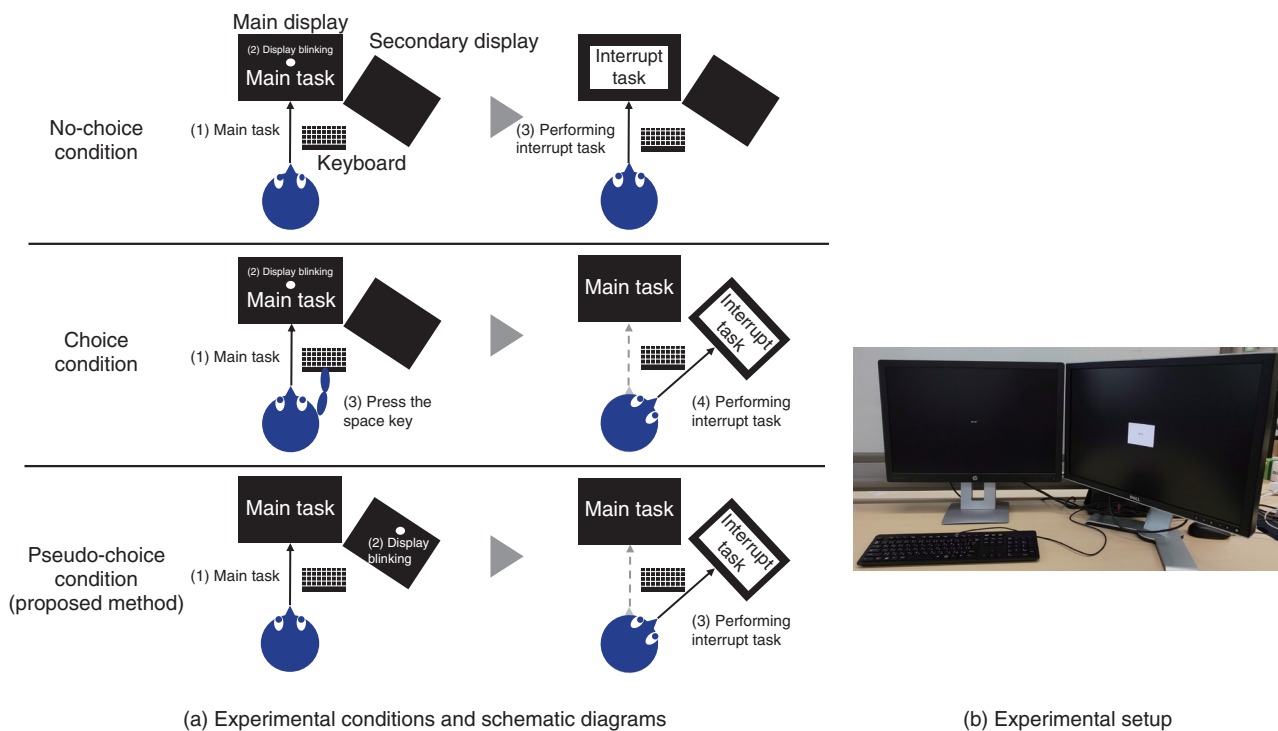 Main display
Secondary display
(2) Display blinking
Main task
Interrupt
task
No-choice
condition
(1) Main task
(3) Performing
interrupt task
Keyboard
(2) Display blinking
Main task
Main task
Interrupt
task
Choice
condition
(1) Main task
(3) Press the
space key
(4) Performing
interrupt task
Main task
(2) Display
blinking
Main task
Interrupt
task
Pseudo-choice
condition
(proposed method)
(1) Main task
(3) Performing
interrupt task
DELL
(a) Experimental conditions and schematic diagrams
(b) Experimental setup